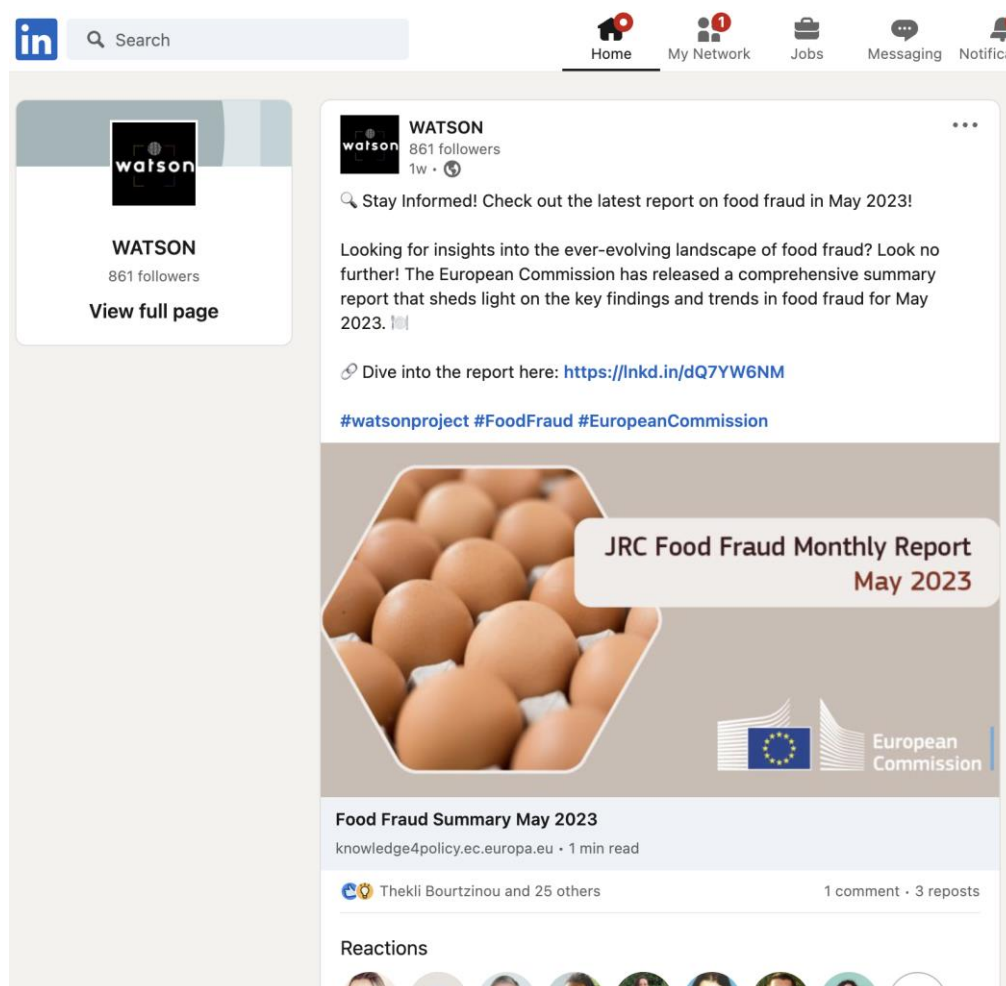 in
Search
Home
1
My Network
Jobs
Messaging
Notific
watson
WATSON
861 followers
View full page
watson
WATSON
861 followers
1w •
Stay Informed! Check out the latest report on food fraud in May 2023!
Looking for insights into the ever-evolving landscape of food fraud? Look no
further! The European Commission has released a comprehensive summary
report that sheds light on the key findings and trends in food fraud for May
2023.
Dive into the report here: https://lnkd.in/dQ7YW6NM
#watsonproject #FoodFraud #EuropeanCommission
JRC Food Fraud Monthly Report
May 2023
European
Commission
Food Fraud Summary May 2023
knowledge4policy.ec.europa.eu • 1 min read
Thekli Bourtzinou and 25 others
1 comment • 3 reposts
Reactions